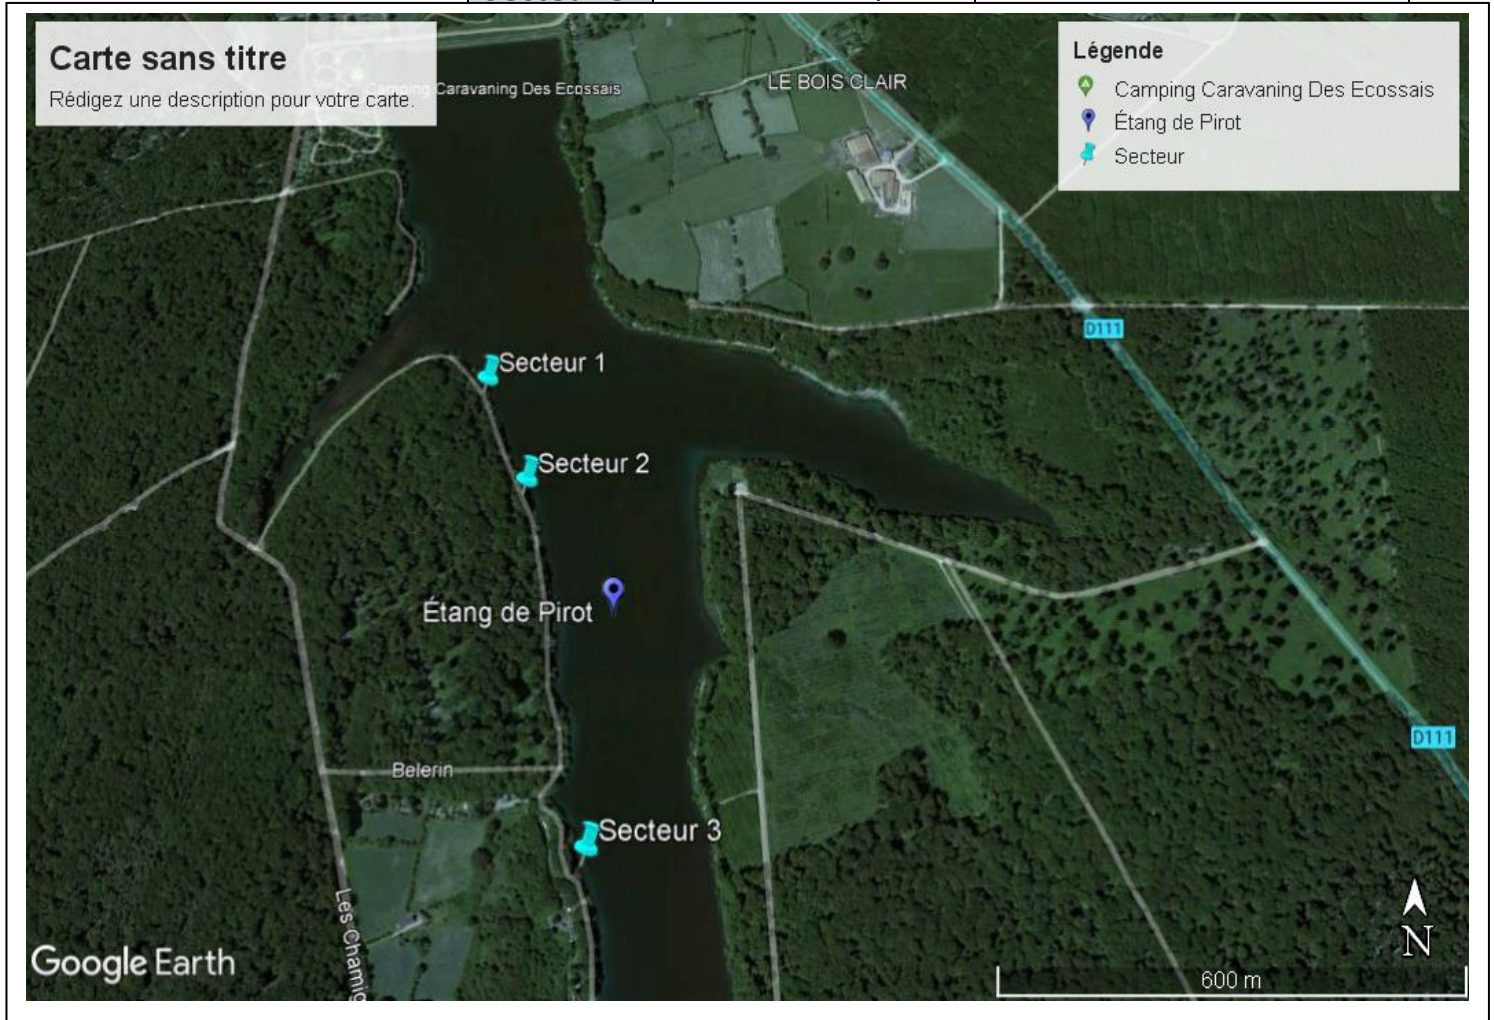 Carte sans titre
Rédigez une description pour votre carte.
Caravaning Des Ecossais
LE BOIS CLAIR
Légende
Camping Caravaning Des Ecossais
Étang de Pirot
Secteur
D111
Secteur 1
Secteur 2
Étang de Pirot
D111
Belerin
Secteur 3
Les Chamig
Google Earth
N
600 m